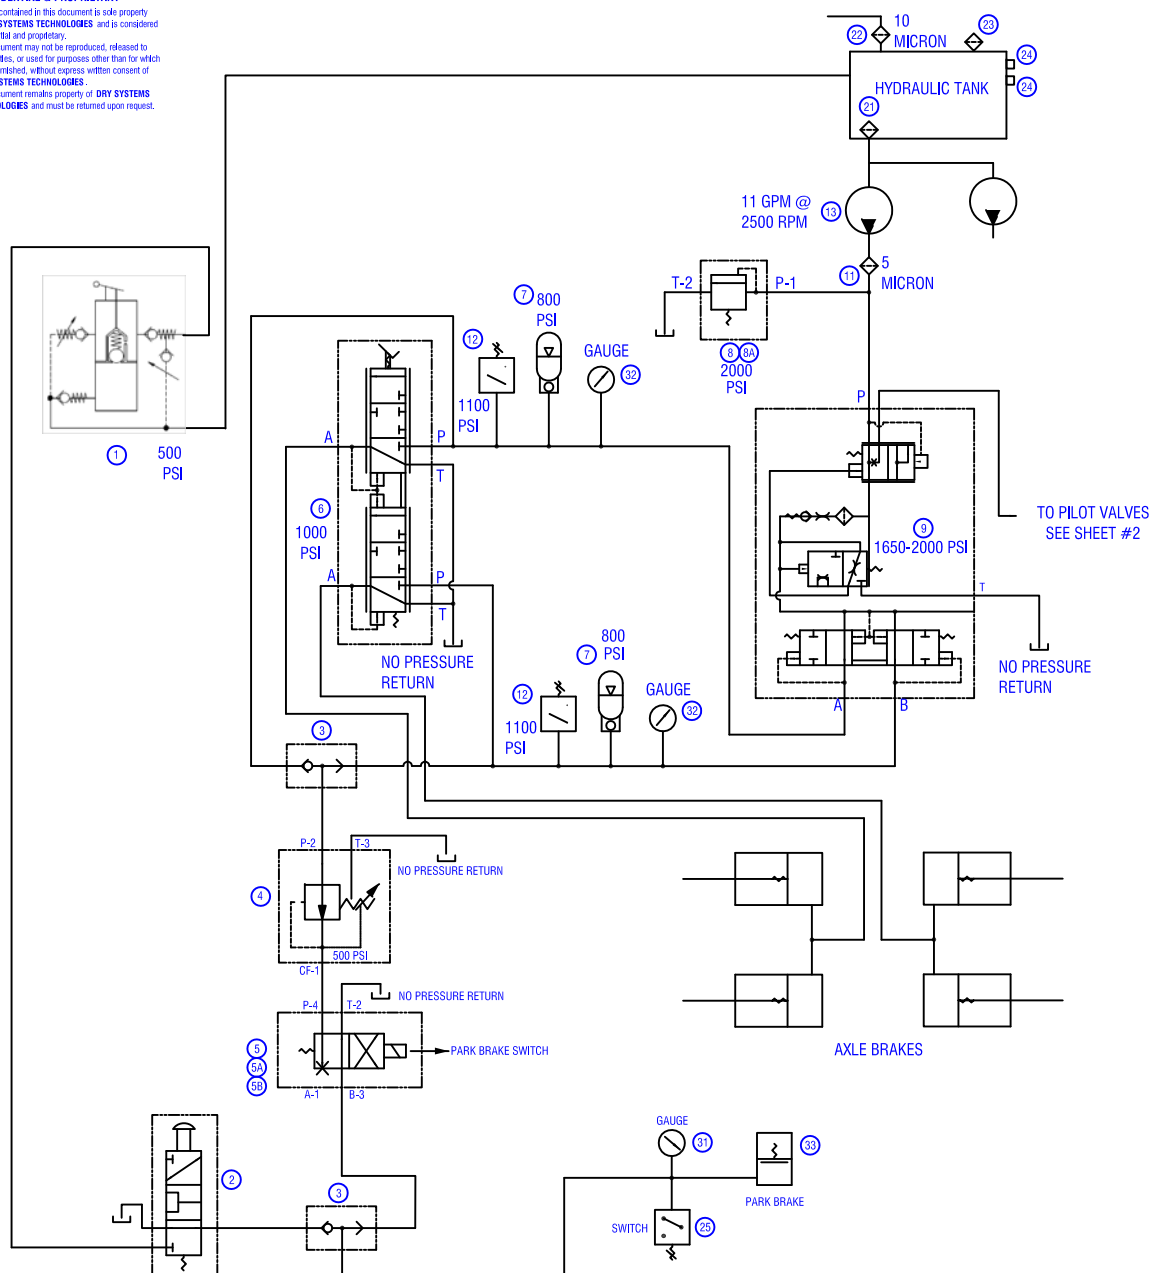 contained in this document is sole property
SYSTEMS TECHNOLOGIES and is considered
tial and proprietary.
ument may not be reproduced, released to
ties, or used for purposes other than for which
rnished, without express written consent of
STEMS TECHNOLOGIES.
cument remains property of DRY SYSTEMS
OLOGIES and must be returned upon request.
10
MICRON
22
23
24
24
HYDRAULIC TANK
21
11 GPM @
2500 RPM
13
11
5
MICRON
T-2
P-1
8
8A
2000
PSI
7
800
PSI
12
GAUGE
32
1100
PSI
1
500
PSI
A
P
T
6
1000
PSI
A
P
T
NO PRESSURE
RETURN
P
9
1650-2000 PSI
TO PILOT VALVES
SEE SHEET #2
T
NO PRESSURE
RETURN
A
B
7
800
PSI
12
GAUGE
32
1100
PSI
3
P-2
T-3
NO PRESSURE RETURN
4
500 PSI
CF-1
P-4
T-2
NO PRESSURE RETURN
5
5A
5B
PARK BRAKE SWITCH
A-1
B-3
AXLE BRAKES
2
3
GAUGE
31
33
PARK BRAKE
SWITCH
25